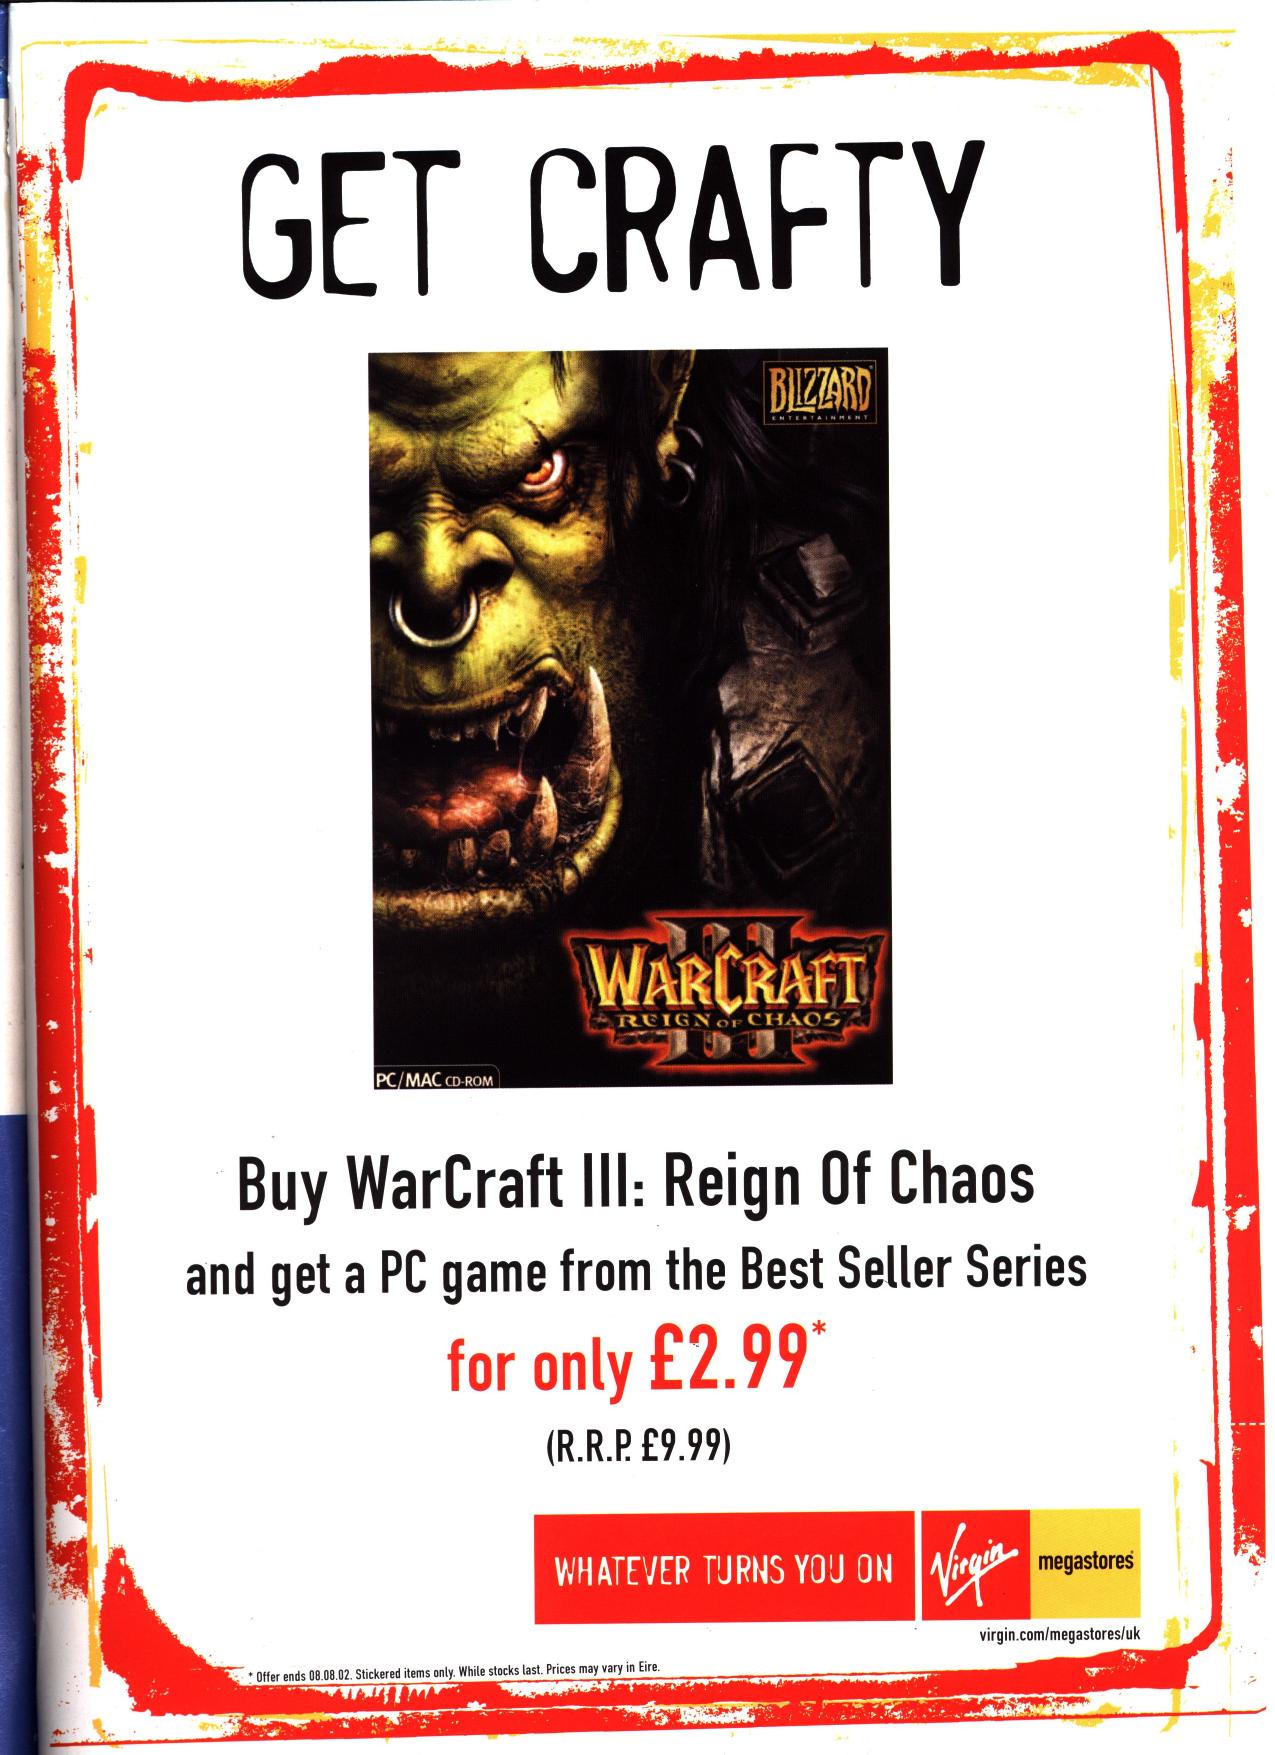 GET CRAFTY
BLIZZARD
ENTERTAINMENT
III
WARCRAFT
REIGN OF CHAOS
PC/MAC CD-ROM
Buy WarCraft III: Reign Of Chaos
and get a PC game from the Best Seller Series
for only £2.99*
(R.R.P. £9.99)
WHATEVER TURNS YOU ON
Virgin megastores
virgin.com/megastores/uk
* Offer ends 08.08.02. Stickered items only. While stocks last. Prices may vary in Eire.